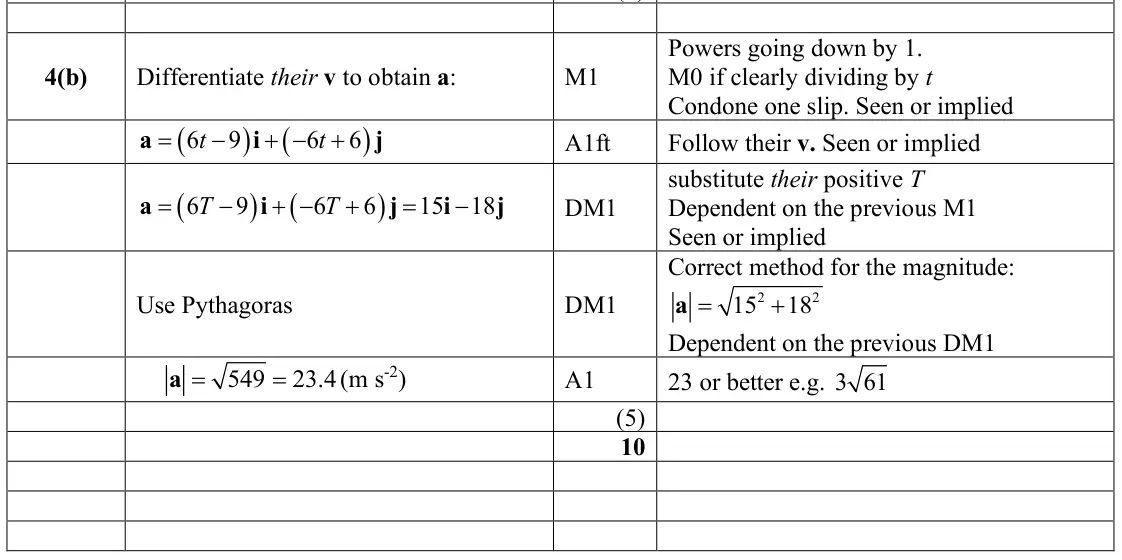 4(b) Differentiate their v to obtain a: M1 Powers going down by 1.
M0 if clearly dividing by t
Condone one slip. Seen or implied
a = (6t − 9)i + (−6t + 6)j A1ft Follow their v. Seen or implied
a = (6T − 9)i + (−6T + 6)j = 15i − 18j DM1 substitute their positive T
Dependent on the previous M1
Seen or implied
Use Pythagoras DM1 Correct method for the magnitude:
|a| = √15² + 18²
Dependent on the previous DM1
|a| = √549 = 23.4 (m s⁻²) A1 23 or better e.g. 3√61
(5)
10